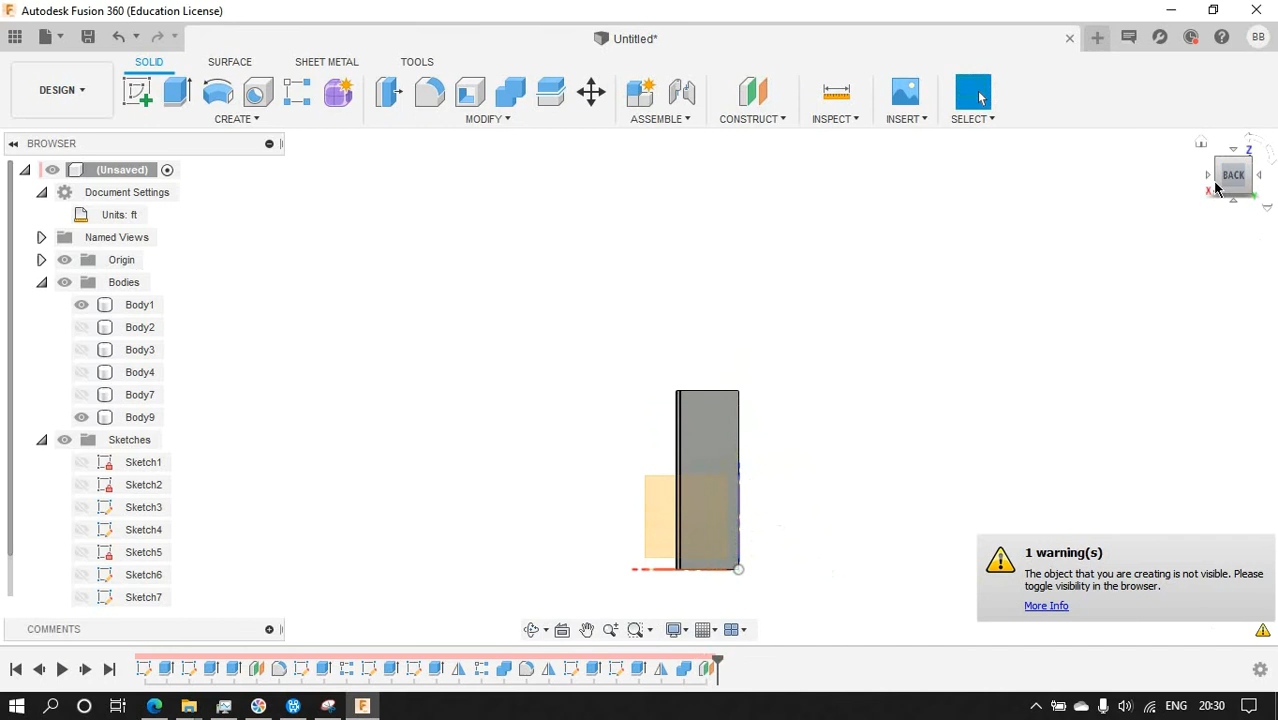 Autodesk Fusion 360 (Education License)
Untitled*
BB
DESIGN
SOLID
SURFACE
SHEET METAL
TOOLS
CREATE
MODIFY
ASSEMBLE
CONSTRUCT
INSPECT
INSERT
SELECT
BROWSER
(Unsaved)
Document Settings
Units: ft
Named Views
Origin
Bodies
Body1
Body2
Body3
Body4
Body7
Body9
Sketches
Sketch1
Sketch2
Sketch3
Sketch4
Sketch5
Sketch6
Sketch7
Z
BACK
X
Y
1 warning(s)
The object that you are creating is not visible. Please
toggle visibility in the browser.
More Info
COMMENTS
F
ENG
20:30